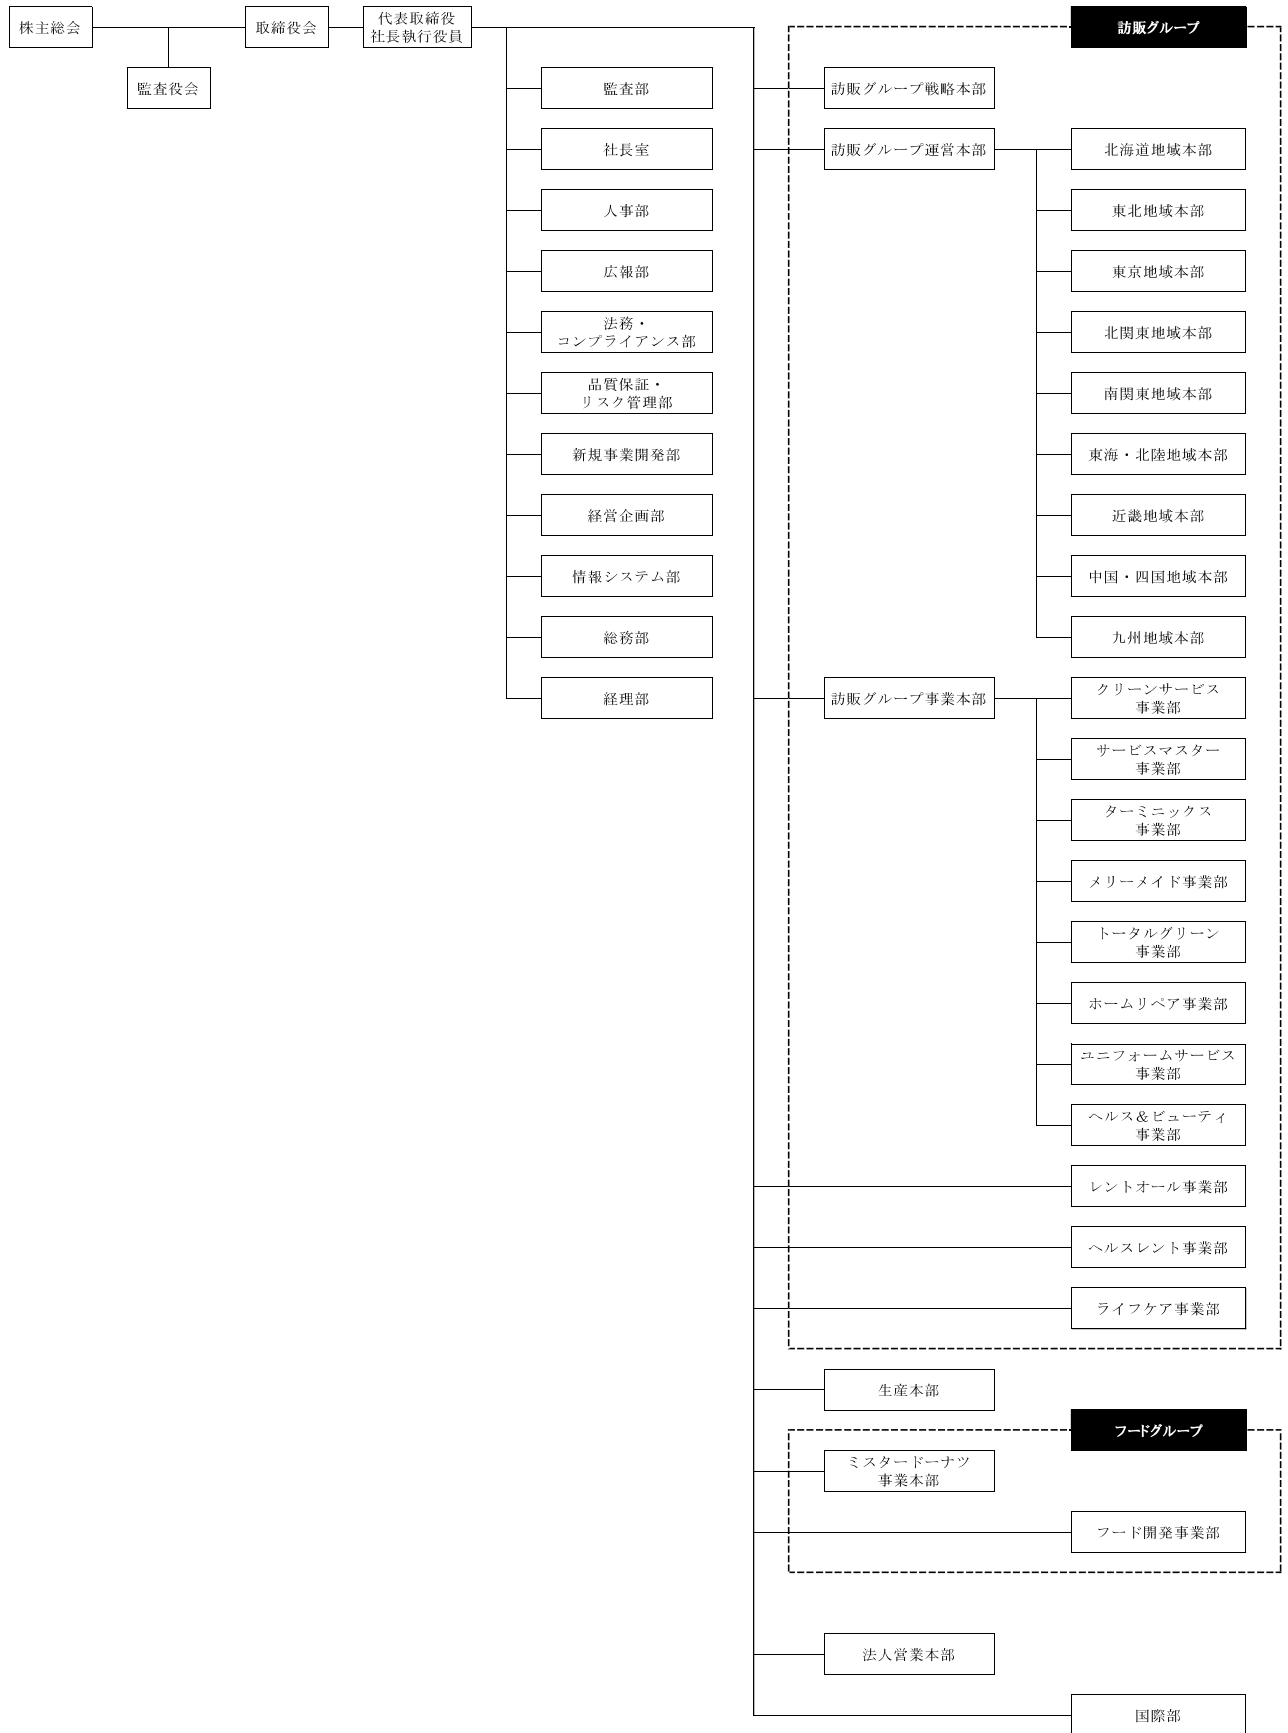 株主総会
監査役会
取締役会
代表取締役
社長執行役員
監査部
社長室
人事部
広報部
法務・
コンプライアンス部
品質保証・
リスク管理部
新規事業開発部
経営企画部
情報システム部
総務部
経理部
訪販グループ
訪販グループ戦略本部
訪販グループ運営本部
北海道地域本部
東北地域本部
東京地域本部
北関東地域本部
南関東地域本部
東海・北陸地域本部
近畿地域本部
中国・四国地域本部
九州地域本部
訪販グループ事業本部
クリーンサービス
事業部
サービスマスター
事業部
ターミニックス
事業部
メリーメイド事業部
トータルグリーン
事業部
ホームリペア事業部
ユニフォームサービス
事業部
ヘルス&ビューティ
事業部
レントオール事業部
ヘルスレント事業部
ライフケア事業部
生産本部
フードグループ
ミスタードーナツ
事業本部
フード開発事業部
法人営業本部
国際部